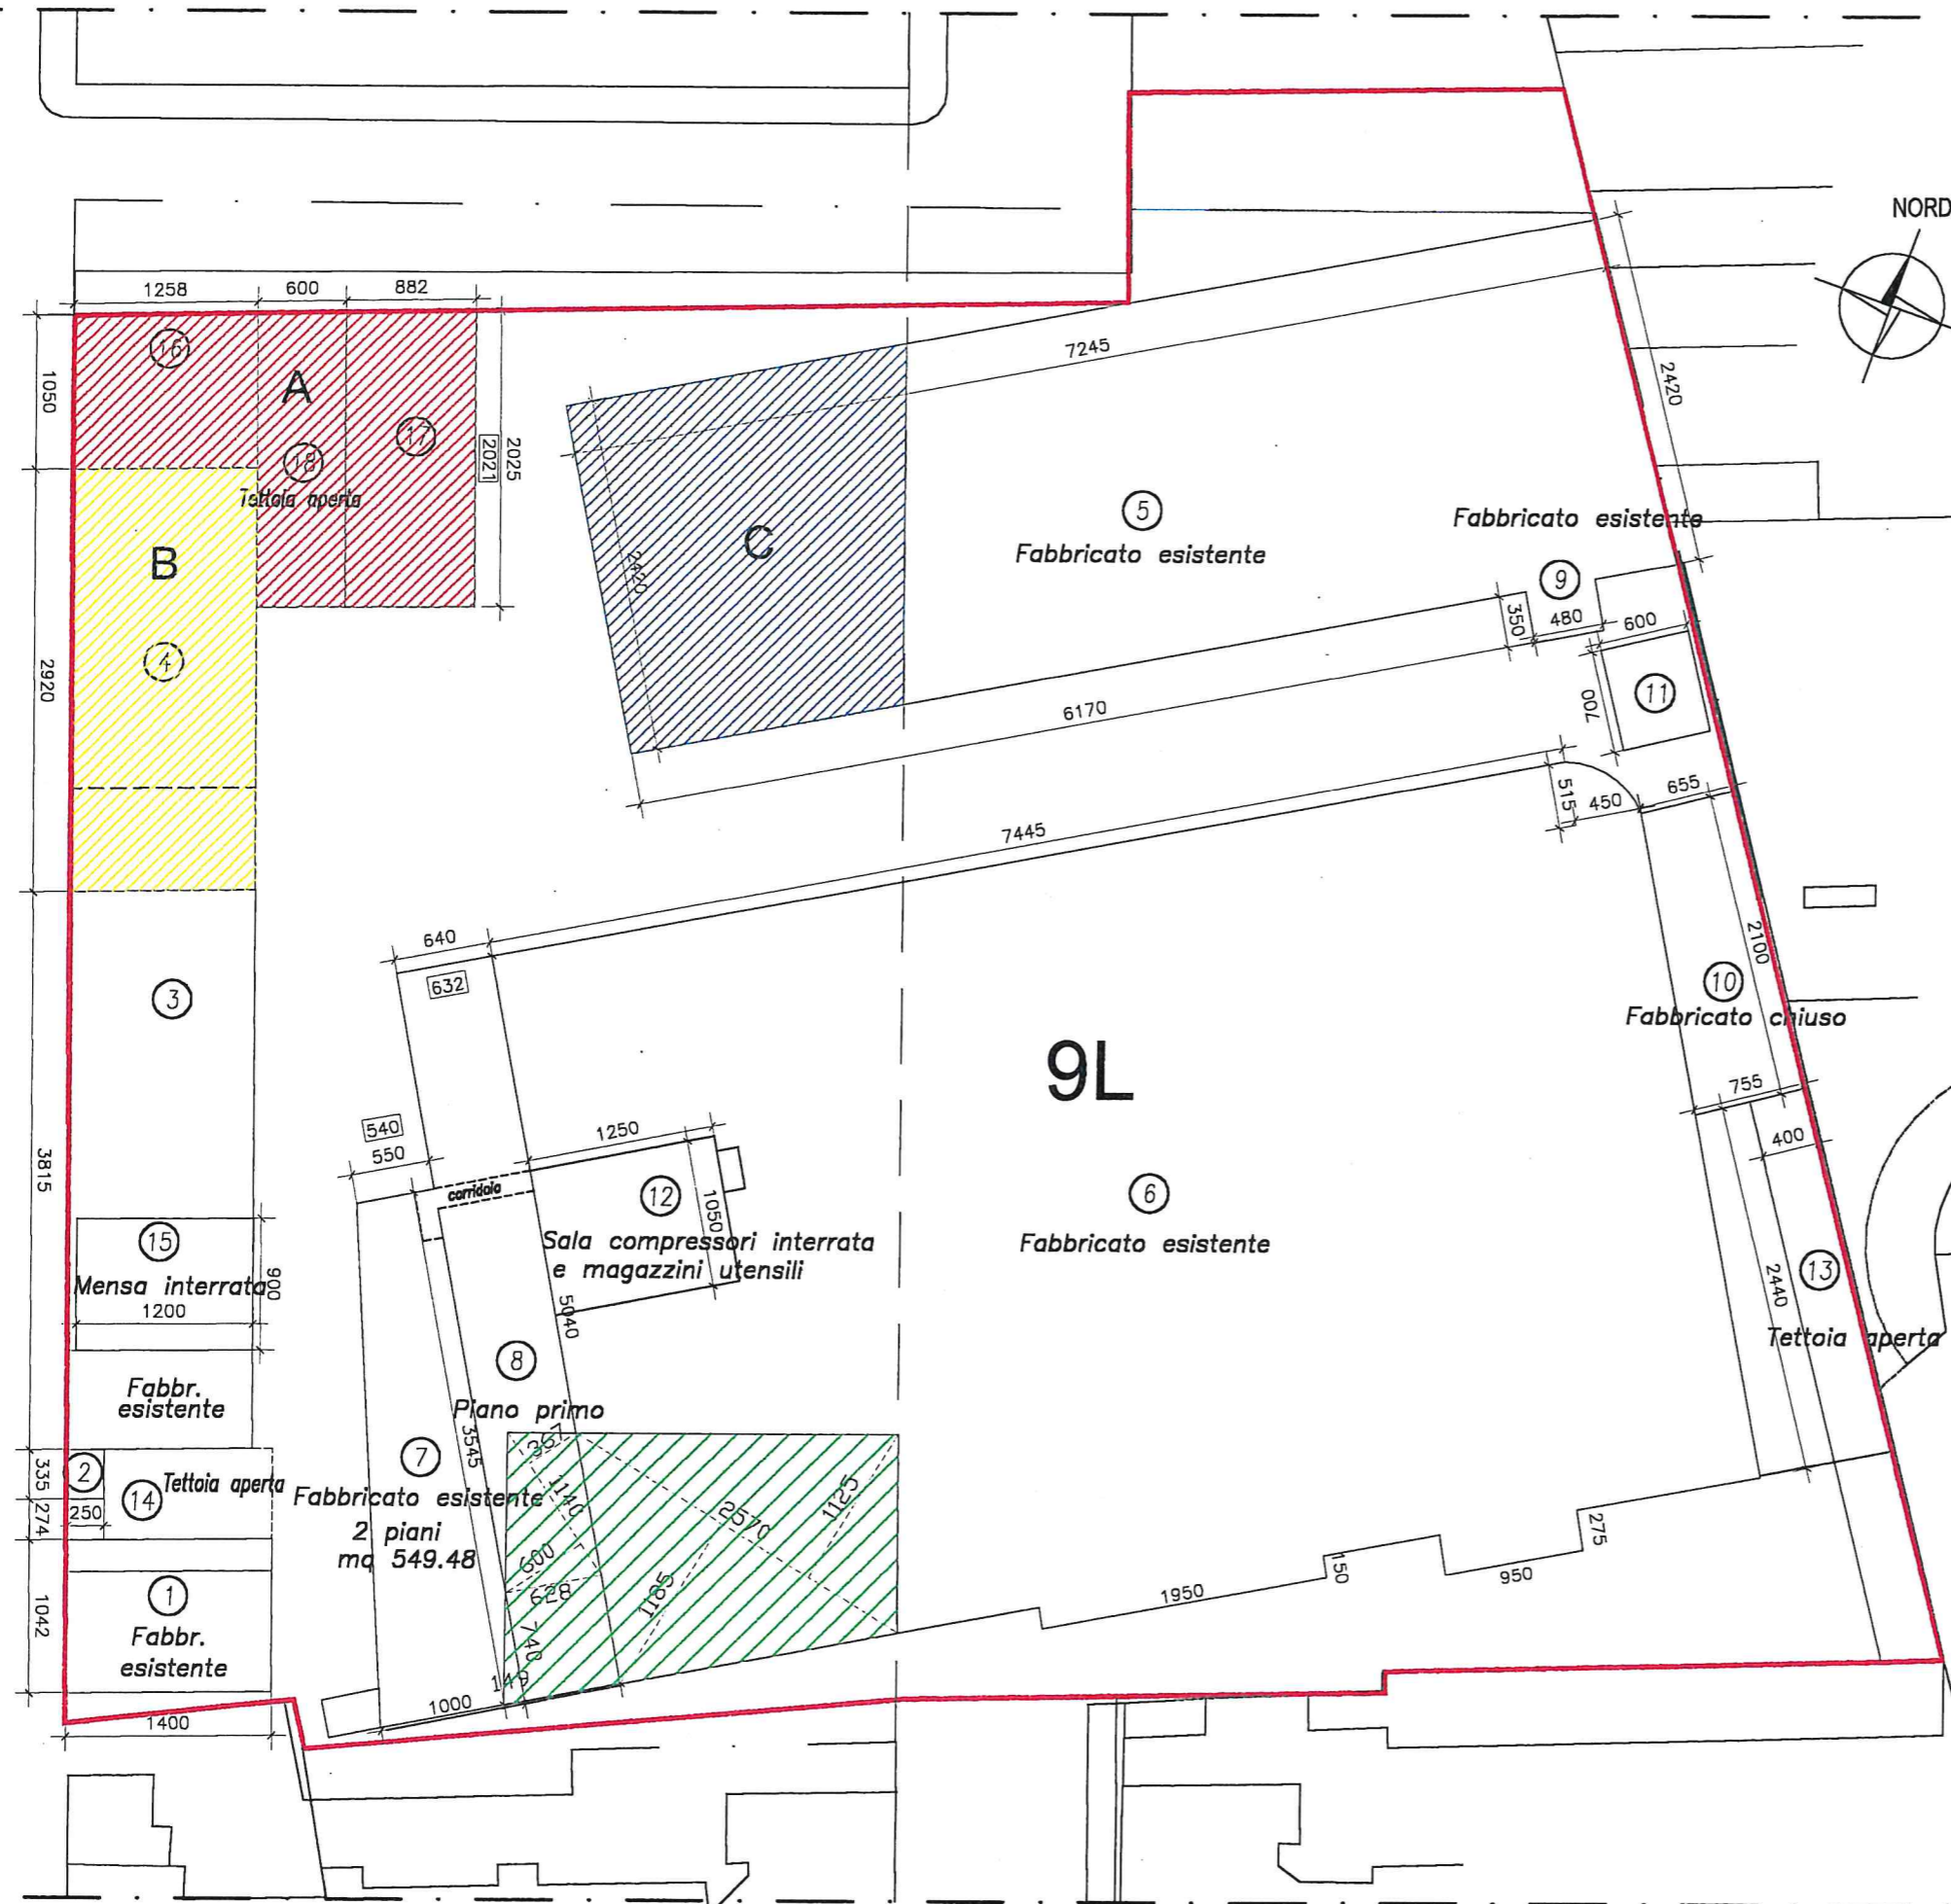 NORD
1258
600
882
1050
16
A
17
18
Tettoia aperta
2021
2025
7245
2420
5
Fabbricato esistente
Fabbricato esistente
9
350
480
600
B
C
2420
4
2920
700
11
6170
515
450
655
7445
640
632
3
2100
10
Fabbricato chiuso
9L
755
400
540
550
1250
corridoio
12
1050
Sala compressori interrata
e magazzini utensili
6
Fabbricato esistente
3815
15
Mensa interrata
900
1200
5040
13
2440
Tettoia aperta
8
Piano primo
Fabbr.
esistente
3545
7
Fabbricato esistente
2 piani
mq 549.48
335
2
14
Tettoia aperta
274
250
367
1140
2570
1125
600
628
1185
740
149
275
150
950
1950
1042
1
Fabbr.
esistente
1000
1400